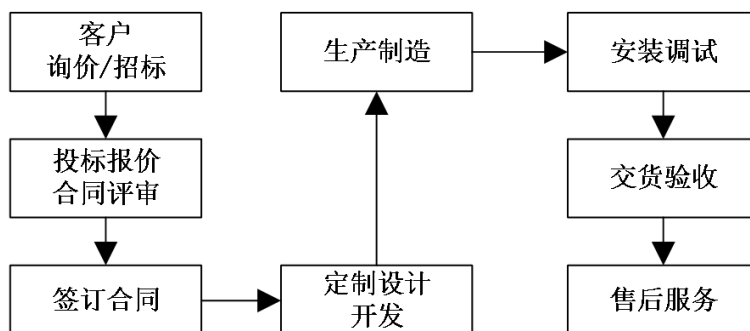 客户
询价/招标
投标报价
合同评审
签订合同
定制设计
开发
生产制造
安装调试
交货验收
售后服务